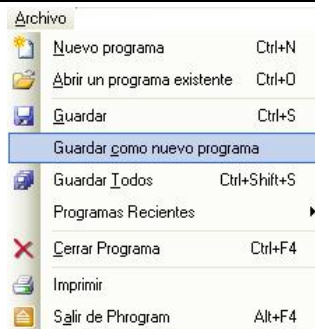 Archivo
Nuevo programa Ctrl+N
Abrir un programa existente Ctrl+O
Guardar Ctrl+S
Guardar como nuevo programa
Guardar Todos Ctrl+Shift+S
Programas Recientes
Cerrar Programa Ctrl+F4
Imprimir
Salir de Phrogram Alt+F4